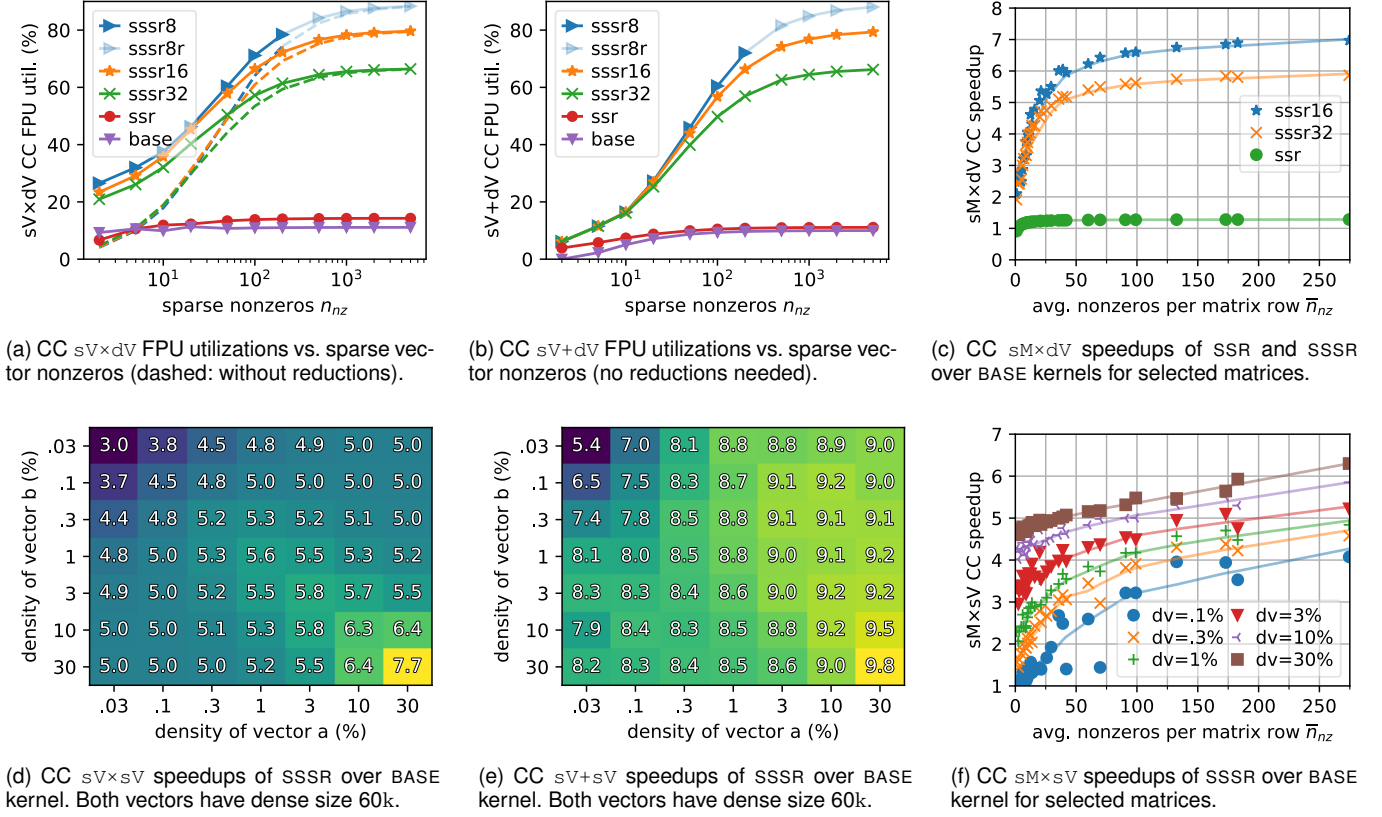 sV×dV CC FPU util. (%)
80
60
40
20
0
sssr8
sssr8r
sssr16
sssr32
ssr
base
10¹ 10² 10³
sparse nonzeros n_nz
(a) CC sV×dV FPU utilizations vs. sparse vec-
tor nonzeros (dashed: without reductions).
sV+dV CC FPU util. (%)
80
60
40
20
0
sssr8
sssr8r
sssr16
sssr32
ssr
base
10¹ 10² 10³
sparse nonzeros n_nz
(b) CC sV+dV FPU utilizations vs. sparse vec-
tor nonzeros (no reductions needed).
sM×dV CC speedup
8
7
6
5
4
3
2
1
0
sssr16
sssr32
ssr
0 50 100 150 200 250
avg. nonzeros per matrix row n̅_nz
(c) CC sM×dV speedups of SSR and SSSR
over BASE kernels for selected matrices.
density of vector b (%)
.03 3.0 3.8 4.5 4.8 4.9 5.0 5.0
.1 3.7 4.5 4.8 5.0 5.0 5.0 5.0
.3 4.4 4.8 5.2 5.3 5.2 5.1 5.0
1 4.8 5.0 5.3 5.6 5.5 5.3 5.2
3 4.9 5.0 5.2 5.5 5.8 5.7 5.5
10 5.0 5.0 5.1 5.3 5.8 6.3 6.4
30 5.0 5.0 5.0 5.2 5.5 6.4 7.7
.03 .1 .3 1 3 10 30
density of vector a (%)
(d) CC sV×sV speedups of SSSR over BASE
kernel. Both vectors have dense size 60k.
density of vector b (%)
.03 5.4 7.0 8.1 8.8 8.8 8.9 9.0
.1 6.5 7.5 8.3 8.7 9.1 9.2 9.0
.3 7.4 7.8 8.5 8.8 9.1 9.1 9.1
1 8.1 8.0 8.5 8.8 9.0 9.1 9.2
3 8.3 8.3 8.4 8.6 9.0 9.2 9.2
10 7.9 8.4 8.3 8.5 8.8 9.2 9.5
30 8.2 8.3 8.4 8.5 8.6 9.0 9.8
.03 .1 .3 1 3 10 30
density of vector a (%)
(e) CC sV+sV speedups of SSSR over BASE
kernel. Both vectors have dense size 60k.
sM×sV CC speedup
7
6
5
4
3
2
1
dv=.1% dv=3%
dv=.3% dv=10%
dv=1% dv=30%
0 50 100 150 200 250
avg. nonzeros per matrix row n̅_nz
(f) CC sM×sV speedups of SSSR over BASE
kernel for selected matrices.